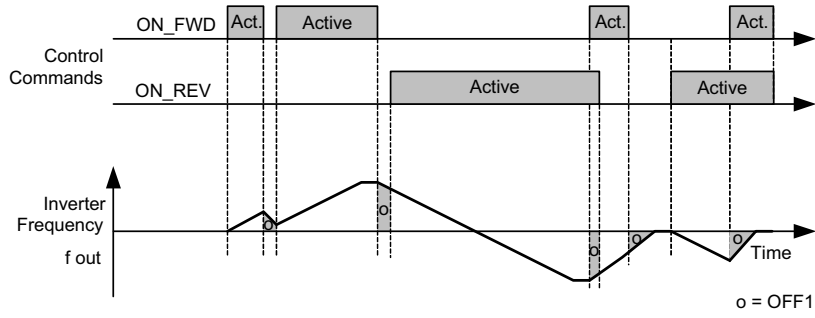 ON_FWD
Act.
Active
Act.
Act.
Control
Commands
ON_REV
Active
Active
Inverter
Frequency
f out
o
o
o
o
o
Time
o = OFF1